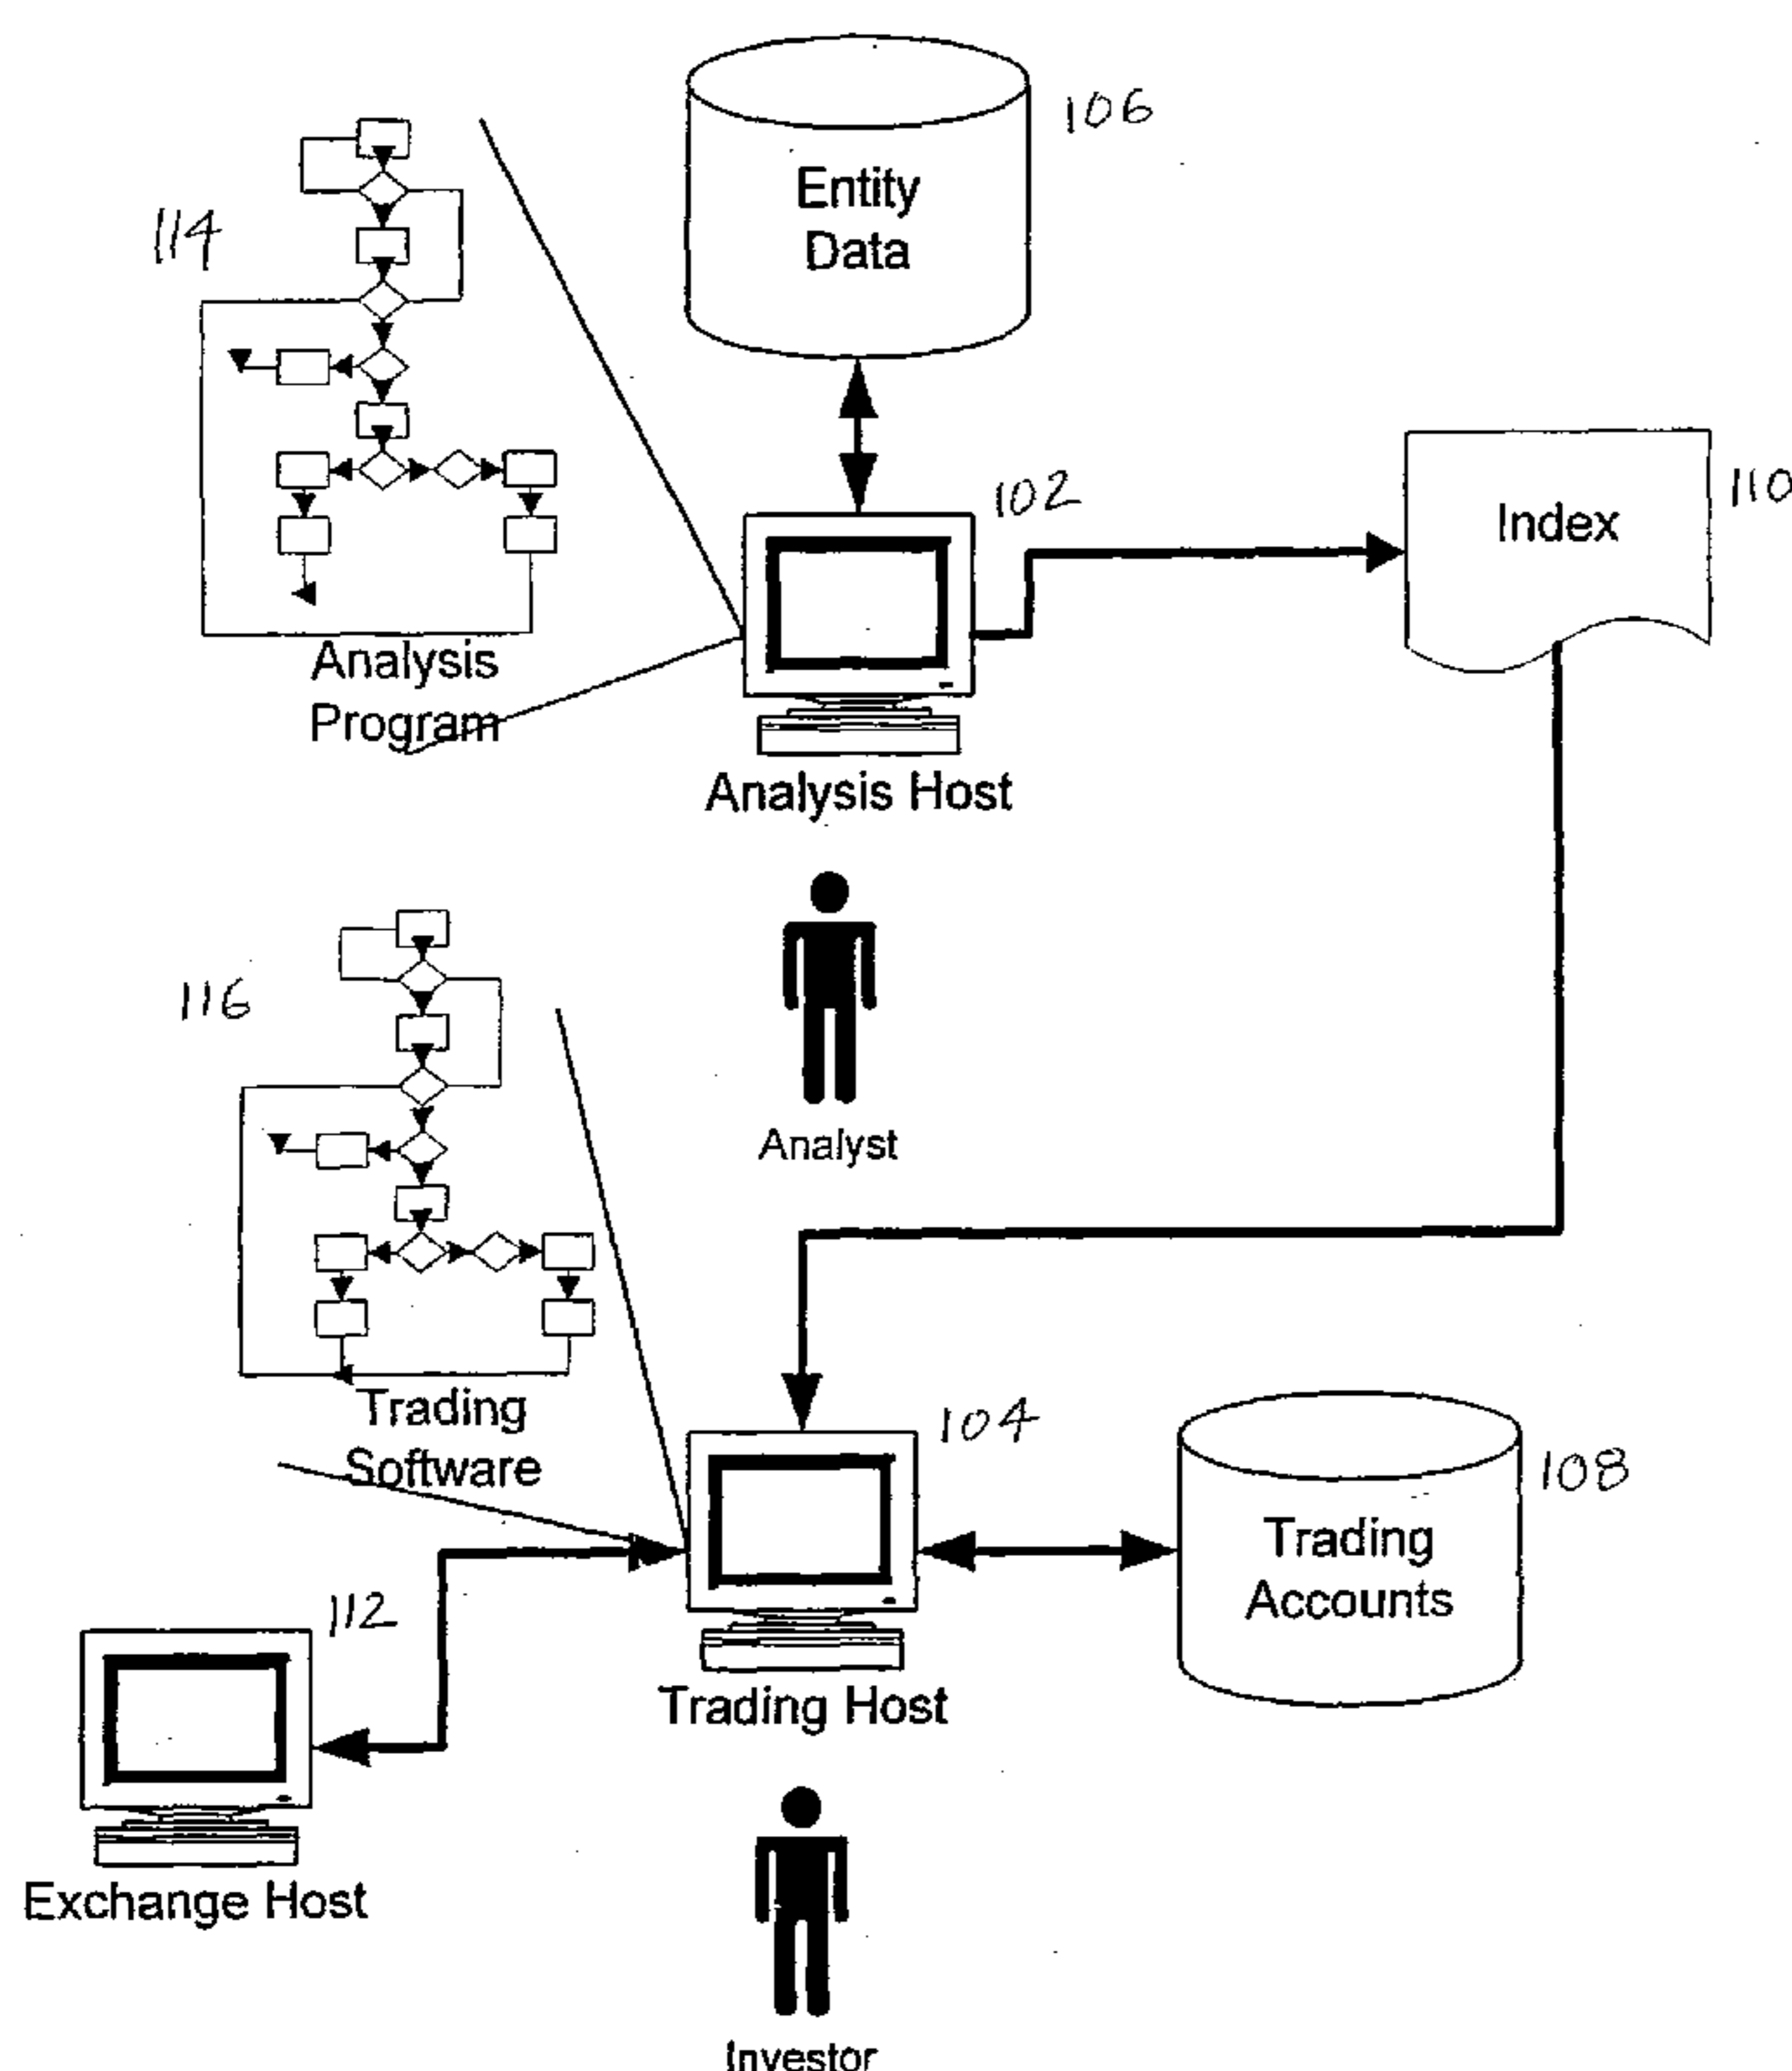 106
Entity
Data
114
102
110
Index
Analysis
Program
Analysis Host
116
Analyst
104
Trading
Software
108
Trading
Accounts
112
Trading Host
Exchange Host
Investor